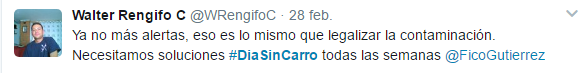 Walter Rengifo C @WRengifoC · 28 feb.
Ya no más alertas, eso es lo mismo que legalizar la contaminación.
Necesitamos soluciones #DiaSinCarro todas las semanas @FicoGutierrez